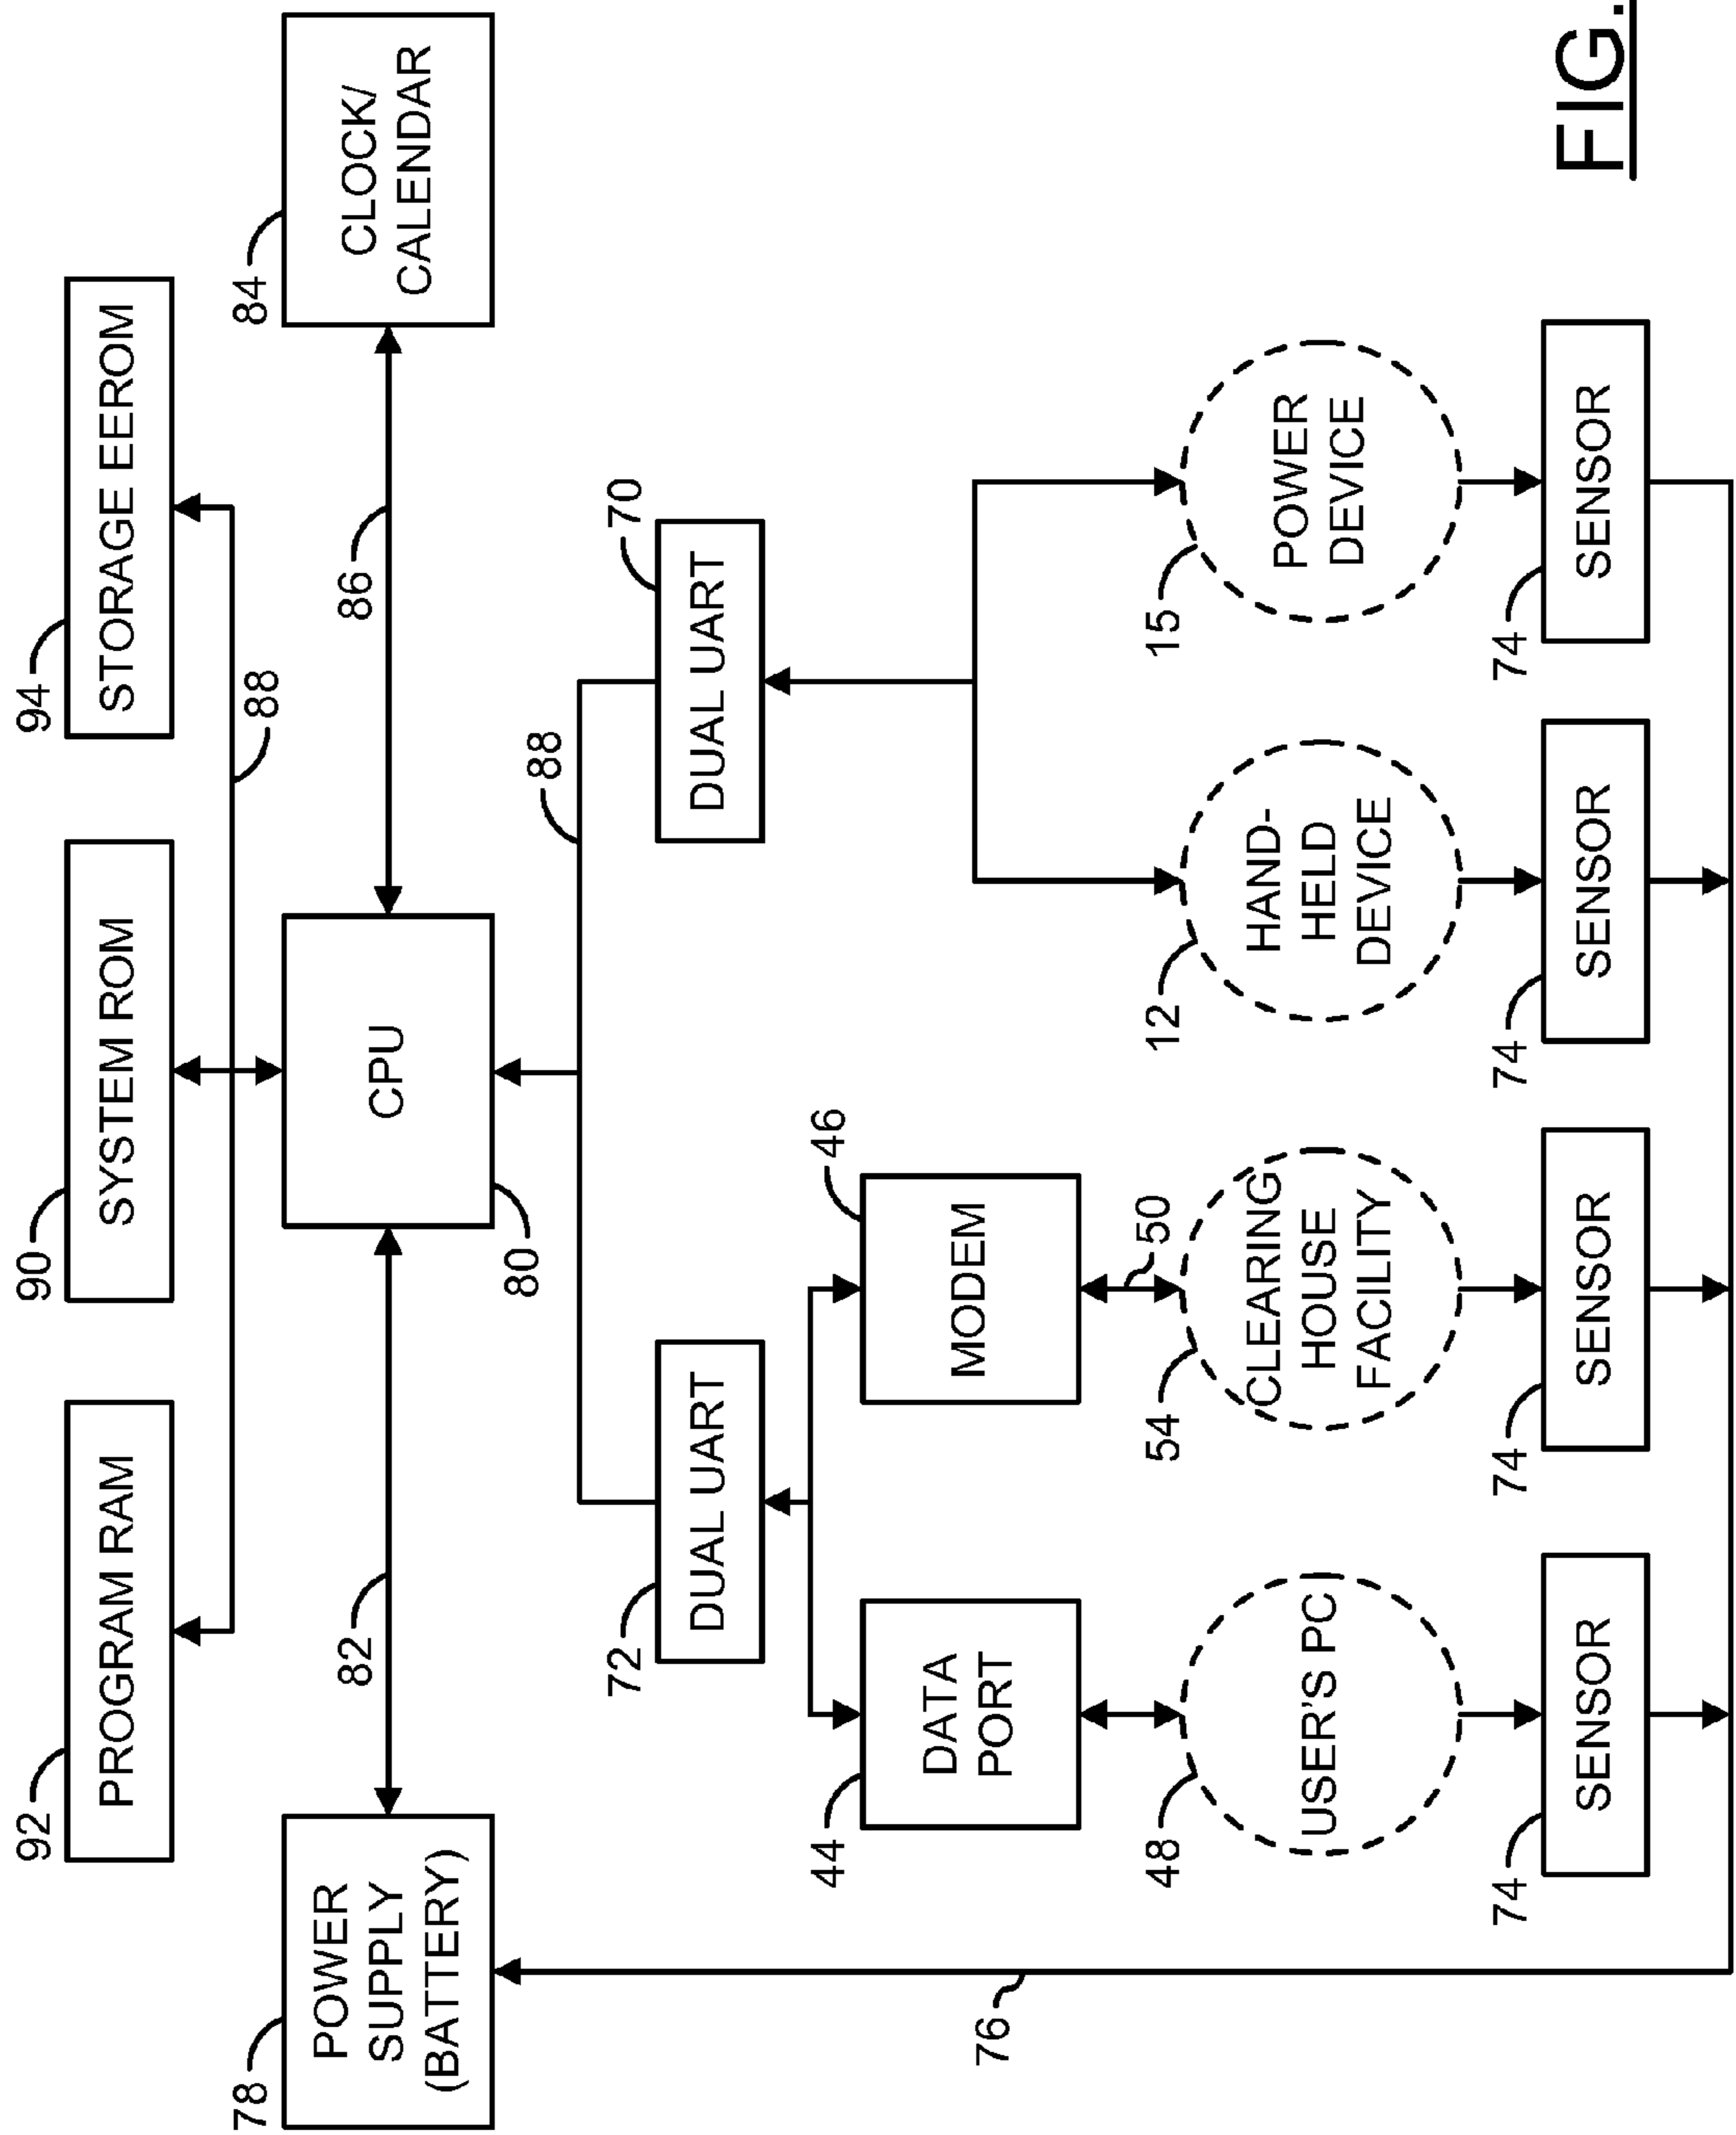 92
PROGRAM RAM
90
SYSTEM ROM
94
STORAGE EEROM
88
78
POWER
SUPPLY
(BATTERY)
82
CPU
80
86
84
CLOCK/
CALENDAR
88
72
DUAL UART
70
DUAL UART
44
DATA
PORT
46
MODEM
50
76
48
USER'S PC
54
CLEARING
HOUSE
FACILITY
12
HAND-
HELD
DEVICE
15
POWER
DEVICE
74
SENSOR
74
SENSOR
74
SENSOR
74
SENSOR
FIG.